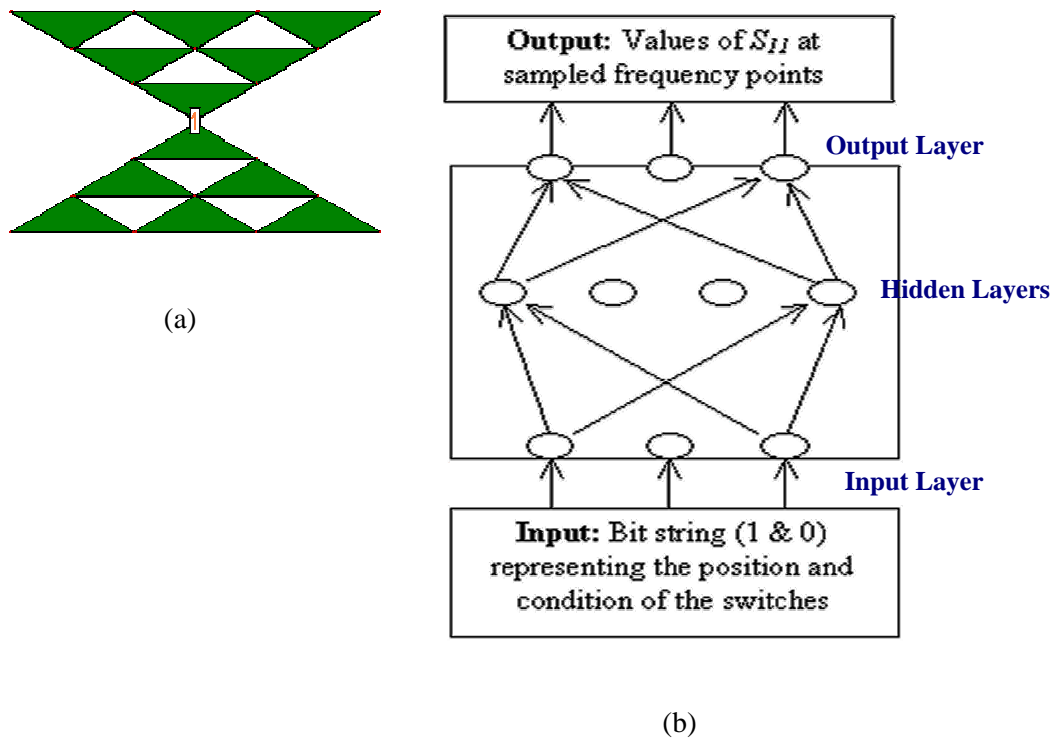 1
(a)
Output: Values of S11 at
sampled frequency points
Output Layer
Hidden Layers
Input Layer
Input: Bit string (1 & 0)
representing the position and
condition of the switches
(b)